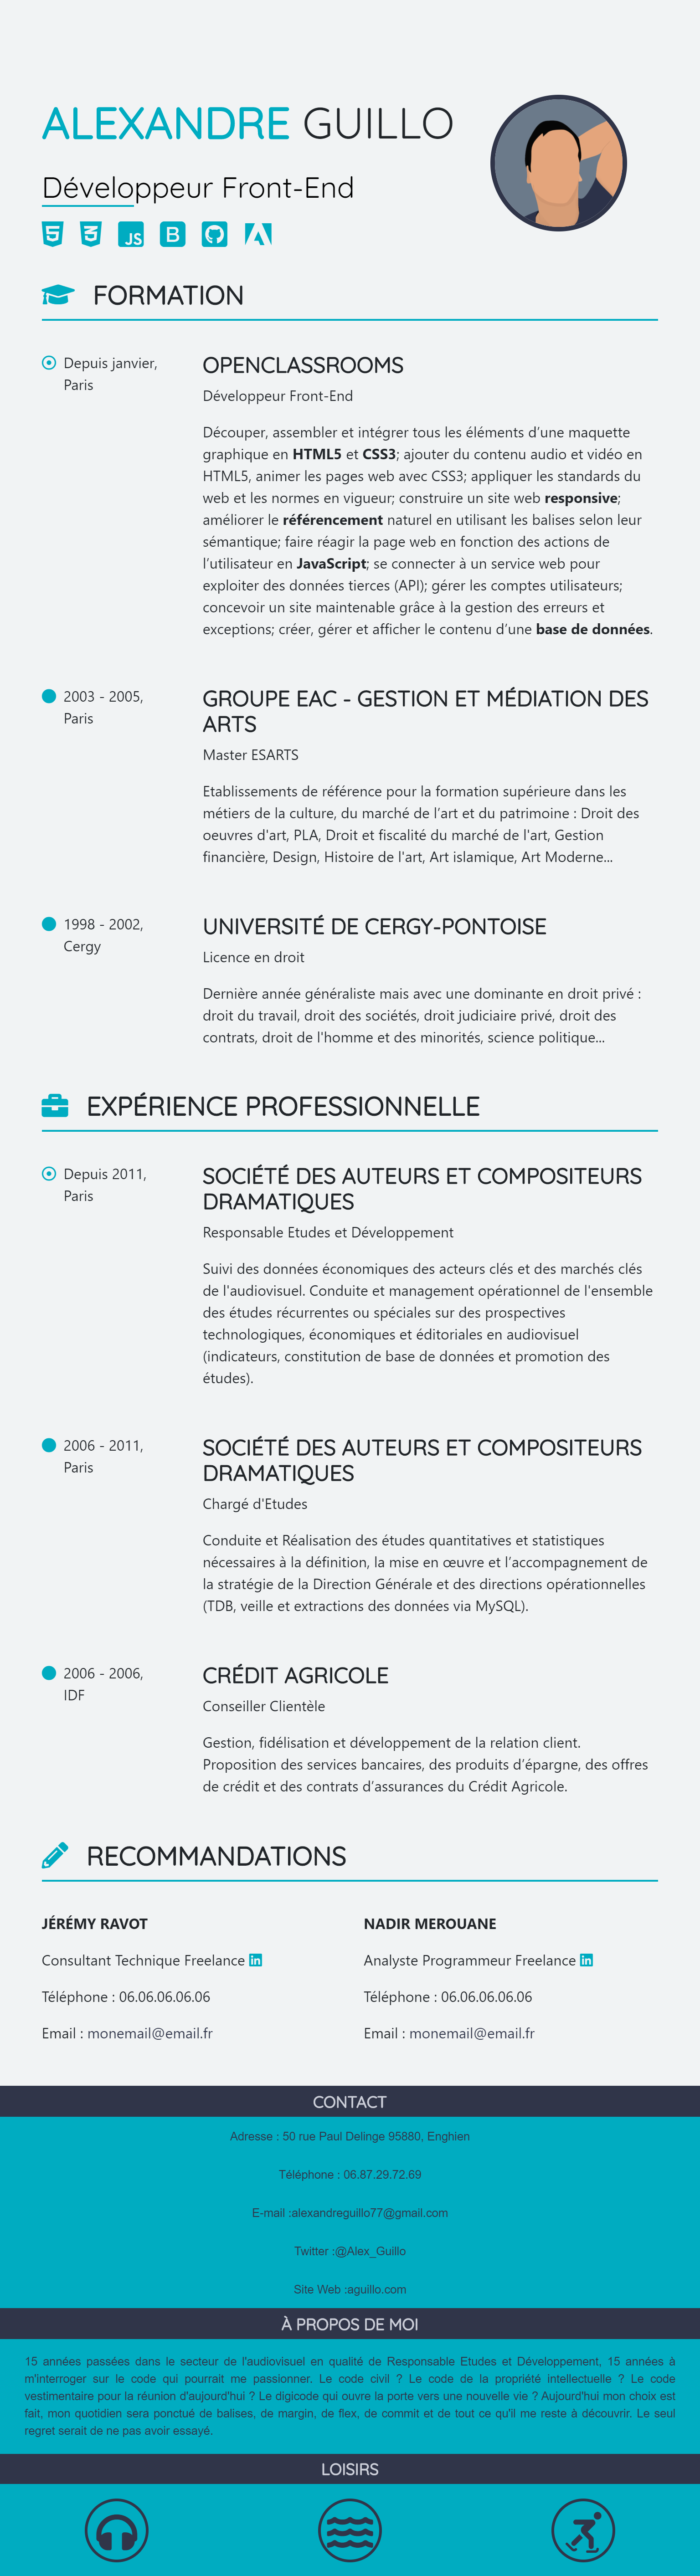 ALEXANDRE GUILLO
Développeur Front-End
JS B
FORMATION
Depuis janvier,
Paris
OPENCLASSROOMS
Développeur Front-End
Découper, assembler et intégrer tous les éléments d’une maquette
graphique en HTML5 et CSS3; ajouter du contenu audio et vidéo en
HTML5, animer les pages web avec CSS3; appliquer les standards du
web et les normes en vigueur; construire un site web responsive;
améliorer le référencement naturel en utilisant les balises selon leur
sémantique; faire réagir la page web en fonction des actions de
l’utilisateur en JavaScript; se connecter à un service web pour
exploiter des données tierces (API); gérer les comptes utilisateurs;
concevoir un site maintenable grâce à la gestion des erreurs et
exceptions; créer, gérer et afficher le contenu d’une base de données.
2003 - 2005,
Paris
GROUPE EAC - GESTION ET MÉDIATION DES
ARTS
Master ESARTS
Etablissements de référence pour la formation supérieure dans les
métiers de la culture, du marché de l’art et du patrimoine : Droit des
oeuvres d'art, PLA, Droit et fiscalité du marché de l'art, Gestion
financière, Design, Histoire de l'art, Art islamique, Art Moderne...
1998 - 2002,
Cergy
UNIVERSITÉ DE CERGY-PONTOISE
Licence en droit
Dernière année généraliste mais avec une dominante en droit privé :
droit du travail, droit des sociétés, droit judiciaire privé, droit des
contrats, droit de l'homme et des minorités, science politique...
EXPÉRIENCE PROFESSIONNELLE
Depuis 2011,
Paris
SOCIÉTÉ DES AUTEURS ET COMPOSITEURS
DRAMATIQUES
Responsable Etudes et Développement
Suivi des données économiques des acteurs clés et des marchés clés
de l'audiovisuel. Conduite et management opérationnel de l'ensemble
des études récurrentes ou spéciales sur des prospectives
technologiques, économiques et éditoriales en audiovisuel
(indicateurs, constitution de base de données et promotion des
études).
2006 - 2011,
Paris
SOCIÉTÉ DES AUTEURS ET COMPOSITEURS
DRAMATIQUES
Chargé d'Etudes
Conduite et Réalisation des études quantitatives et statistiques
nécessaires à la définition, la mise en œuvre et l’accompagnement de
la stratégie de la Direction Générale et des directions opérationnelles
(TDB, veille et extractions des données via MySQL).
2006 - 2006,
IDF
CRÉDIT AGRICOLE
Conseiller Clientèle
Gestion, fidélisation et développement de la relation client.
Proposition des services bancaires, des produits d’épargne, des offres
de crédit et des contrats d’assurances du Crédit Agricole.
RECOMMANDATIONS
JÉRÉMY RAVOT
Consultant Technique Freelance in
Téléphone : 06.06.06.06.06
Email : monemail@email.fr
NADIR MEROUANE
Analyste Programmeur Freelance in
Téléphone : 06.06.06.06.06
Email : monemail@email.fr
CONTACT
Adresse : 50 rue Paul Delinge 95880, Enghien
Téléphone : 06.87.29.72.69
E-mail :alexandreguillo77@gmail.com
Twitter :@Alex_Guillo
Site Web :aguillo.com
À PROPOS DE MOI
15 années passées dans le secteur de l'audiovisuel en qualité de Responsable Etudes et Développement, 15 années à
m'interroger sur le code qui pourrait me passionner. Le code civil ? Le code de la propriété intellectuelle ? Le code
vestimentaire pour la réunion d'aujourd'hui ? Le digicode qui ouvre la porte vers une nouvelle vie ? Aujourd'hui mon choix est
fait, mon quotidien sera ponctué de balises, de margin, de flex, de commit et de tout ce qu'il me reste à découvrir. Le seul
regret serait de ne pas avoir essayé.
LOISIRS